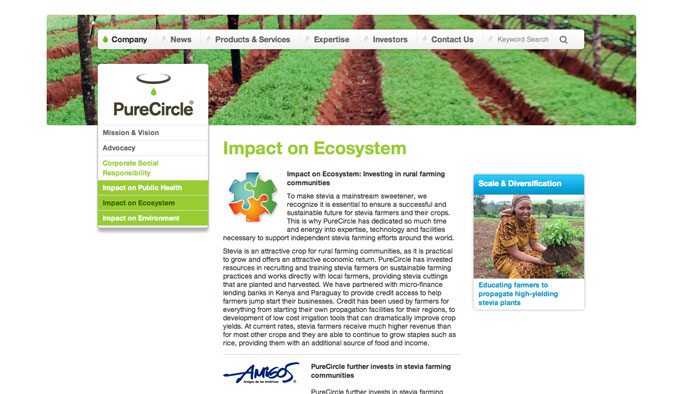 Company
News
Products & Services
Expertise
Investors
Contact Us
Keyword Search
PureCircle®
Mission & Vision
Advocacy
Corporate Social
Responsibility
Impact on Public Health
Impact on Ecosystem
Impact on Environment
Impact on Ecosystem
Impact on Ecosystem: Investing in rural farming
communities
To make stevia a mainstream sweetener, we
recognize it is essential to ensure a successful and
sustainable future for stevia farmers and their crops.
This is why PureCircle has dedicated so much time
and energy into expertise, technology and facilities
necessary to support independent stevia farming efforts around the world.
Stevia is an attractive crop for rural farming communities, as it is practical
to grow and offers an attractive economic return. PureCircle has invested
resources in recruiting and training stevia farmers on sustainable farming
practices and works directly with local farmers, providing stevia cuttings
that are planted and harvested. We have partnered with micro-finance
lending banks in Kenya and Paraguay to provide credit access to help
farmers jump start their businesses. Credit has been used by farmers for
everything from starting their own propagation facilities for their regions, to
development of low cost irrigation tools that can dramatically improve crop
yields. At current rates, stevia farmers receive much higher revenue than
for most other crops and they are able to continue to grow staples such as
rice, providing them with an additional source of food and income.
AMIGOS
Amigos de las Américas
PureCircle further invests in stevia farming
communities
PureCircle further invests in stevia farming
Scale & Diversification
Educating farmers to
propagate high-yielding
stevia plants